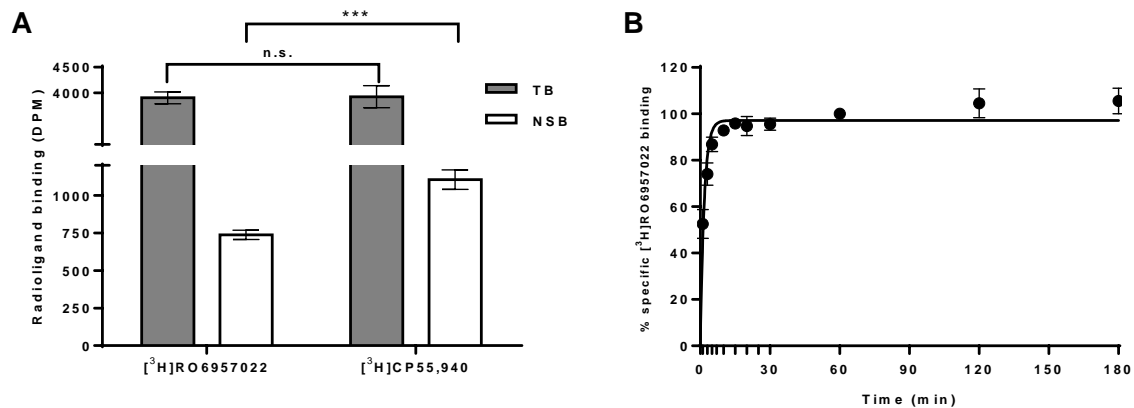 A
***
n.s.
Radioligand binding (DPM)
4500
4000
1000
750
500
250
0
[³H]RO6957022
[³H]CP55,940
TB
NSB
B
% specific [³H]RO6957022 binding
120
100
80
60
40
20
0
0
30
60
90
120
150
180
Time (min)